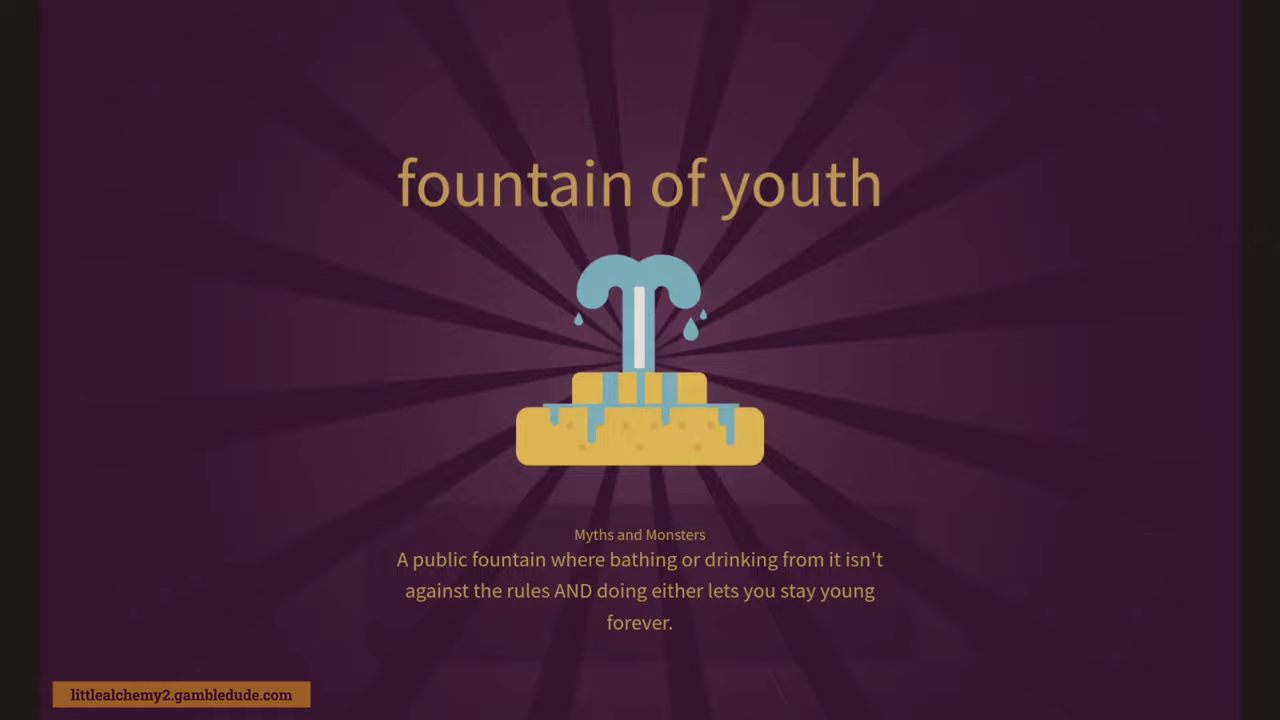 fountain of youth
Myths and Monsters
A public fountain where bathing or drinking from it isn't
against the rules AND doing either lets you stay young
forever.
littlealchemy2.gambledude.com